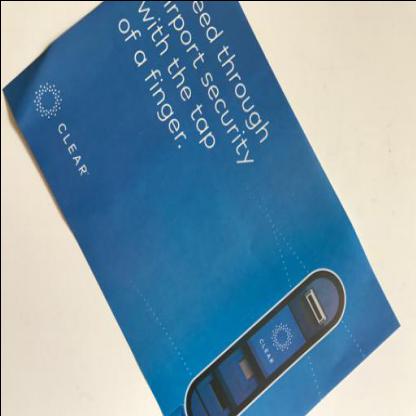 eed through
irport security
with the tap
of a finger.
CLEAR
CLEAR